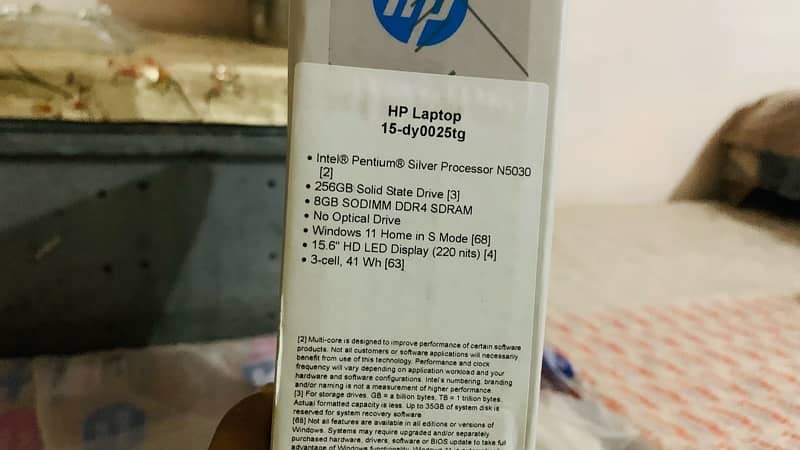 hp
HP Laptop
15-dy0025tg
• Intel® Pentium® Silver Processor N5030
[2]
• 256GB Solid State Drive [3]
• 8GB SODIMM DDR4 SDRAM
• No Optical Drive
• Windows 11 Home in S Mode [68]
• 15.6" HD LED Display (220 nits) [4]
• 3-cell, 41 Wh [63]
[2] Multi-core is designed to improve performance of certain software
products. Not all customers or software applications will necessarily
benefit from use of this technology. Performance and clock
frequency will vary depending on application workload and your
hardware and software configurations. Intel's numbering, branding
and/or naming is not a measurement of higher performance.
[3] For storage drives, GB = a billion bytes, TB = 1 trillion bytes.
Actual formatted capacity is less. Up to 35GB of system disk is
reserved for system recovery software
[68] Not all features are available in all editions or versions of
Windows. Systems may require upgraded and/or separately
purchased hardware, drivers, software or BIOS update to take full
advantage of Windows functionality. Windows 11 is